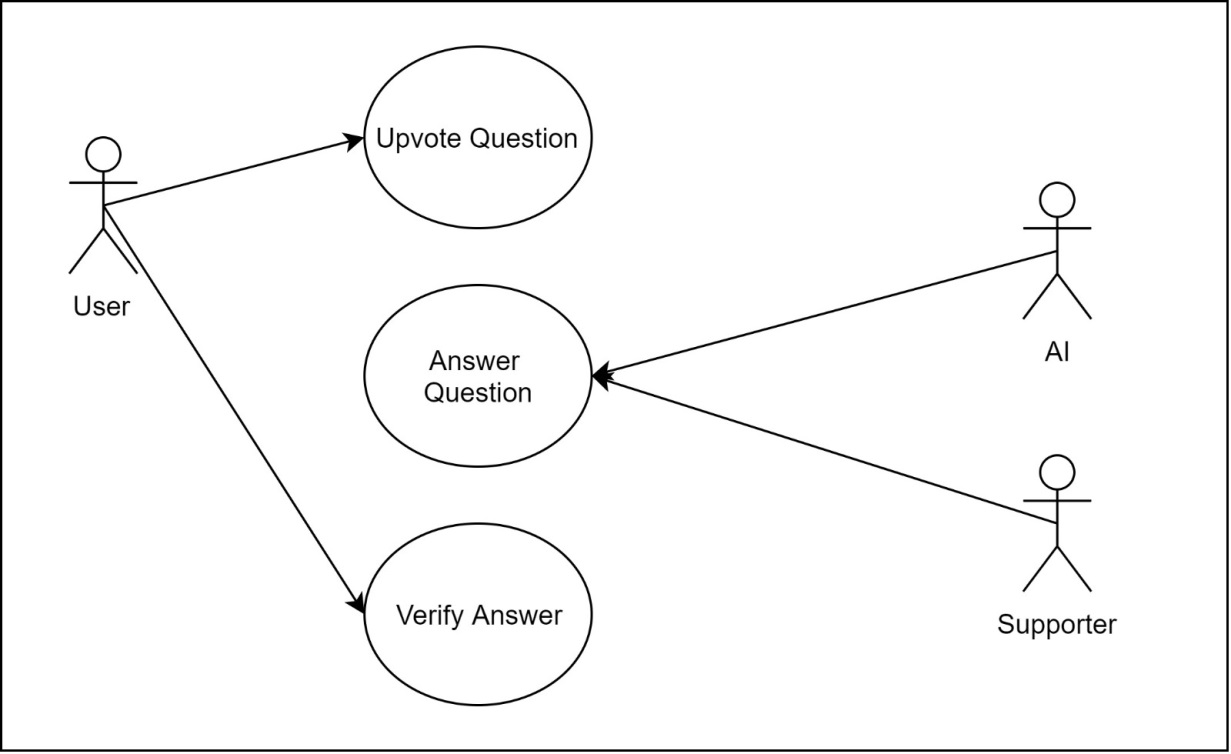 Upvote Question
User
Answer
Question
AI
Verify Answer
Supporter